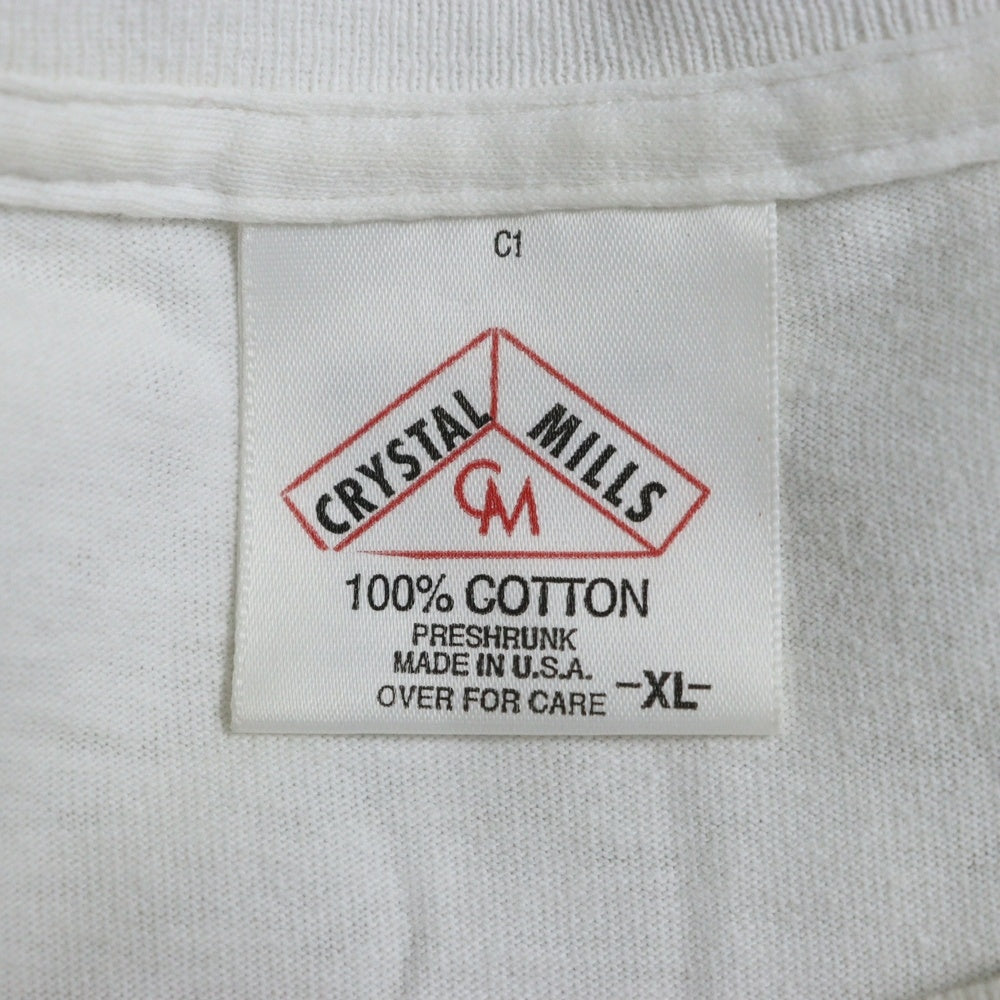 C1
CRYSTAL MILLS
CM
100% COTTON
PRESHRUNK
MADE IN U.S.A.
OVER FOR CARE -XL-